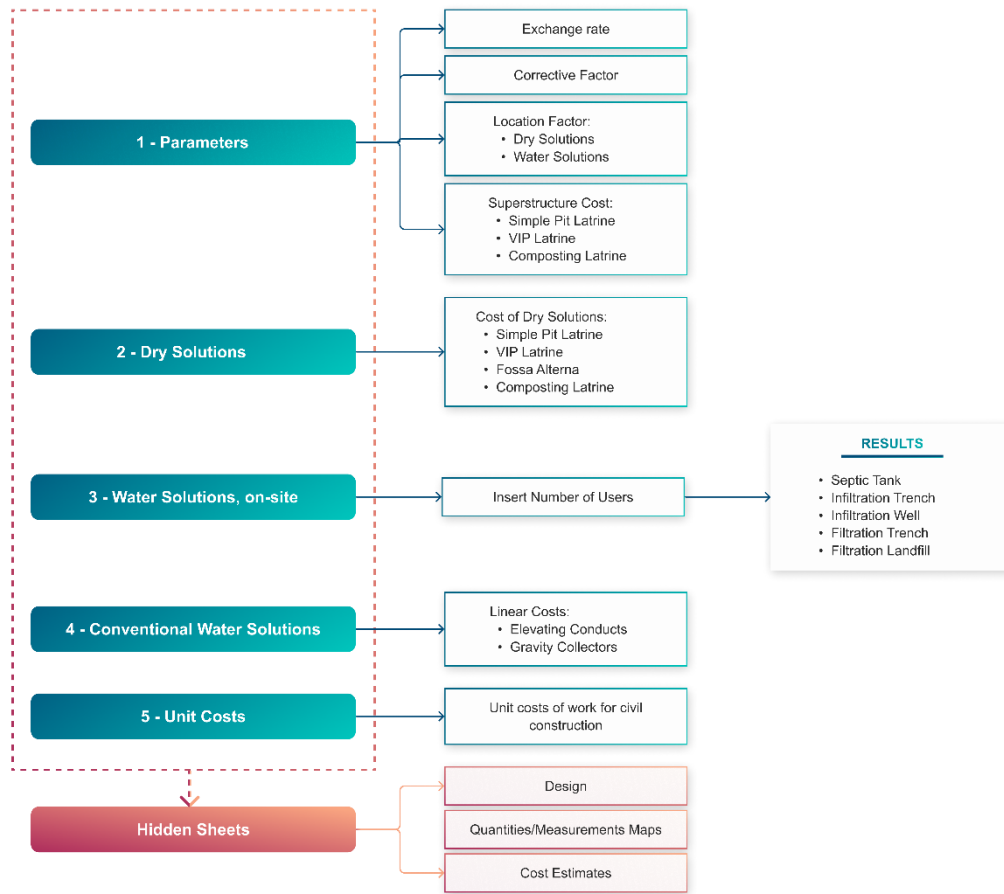 1 - Parameters
Exchange rate
Corrective Factor
Location Factor:
• Dry Solutions
• Water Solutions
Superstructure Cost:
• Simple Pit Latrine
• VIP Latrine
• Composting Latrine
2 - Dry Solutions
Cost of Dry Solutions:
• Simple Pit Latrine
• VIP Latrine
• Fossa Alterna
• Composting Latrine
3 - Water Solutions, on-site
Insert Number of Users
RESULTS
• Septic Tank
• Infiltration Trench
• Infiltration Well
• Filtration Trench
• Filtration Landfill
4 - Conventional Water Solutions
Linear Costs:
• Elevating Conducts
• Gravity Collectors
5 - Unit Costs
Unit costs of work for civil
construction
Hidden Sheets
Design
Quantities/Measurements Maps
Cost Estimates